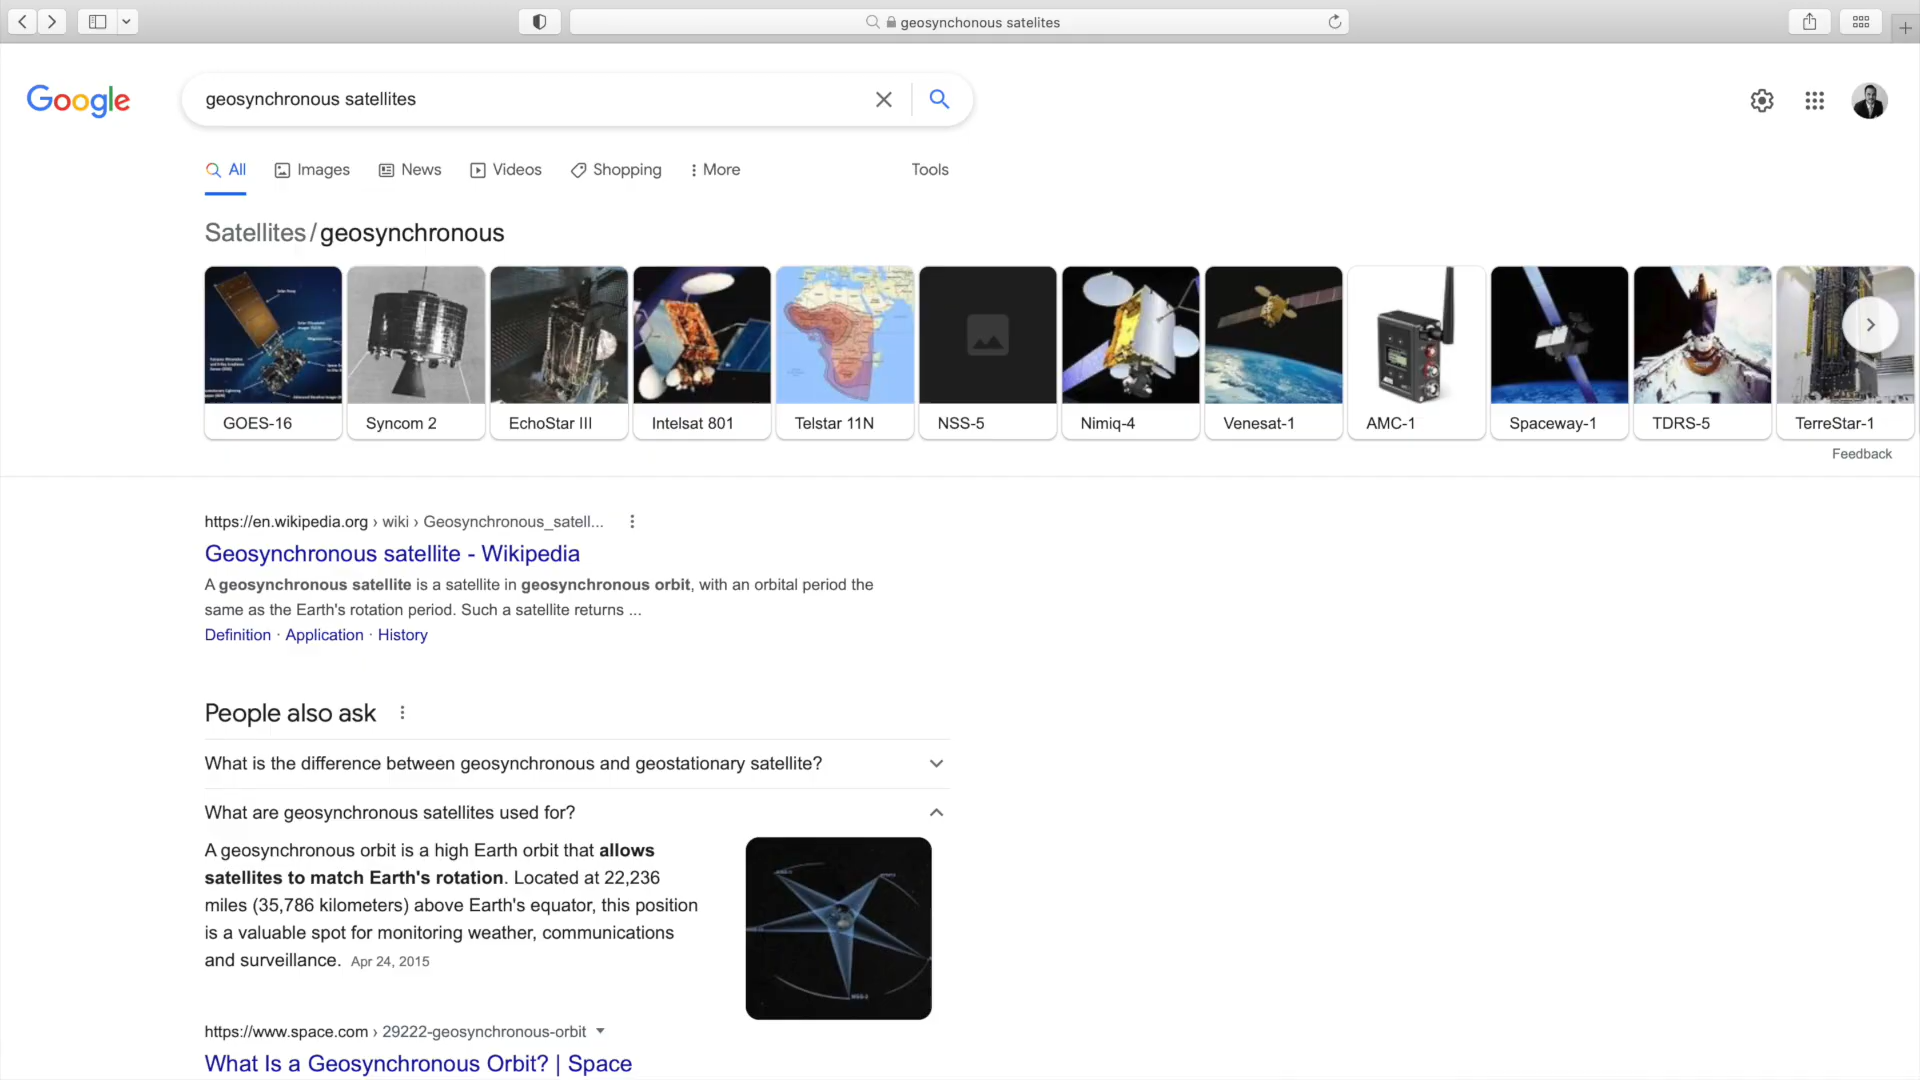 geosynchonous satelites
Google
geosynchronous satellites
All
Images
News
Videos
Shopping
More
Tools
Satellites/geosynchronous
GOES-16
Syncom 2
EchoStar III
Intelsat 801
Telstar 11N
NSS-5
Nimiq-4
Venesat-1
AMC-1
Spaceway-1
TDRS-5
TerreStar-1
Feedback
https://en.wikipedia.org › wiki › Geosynchronous_satell...
Geosynchronous satellite - Wikipedia
A geosynchronous satellite is a satellite in geosynchronous orbit, with an orbital period the
same as the Earth's rotation period. Such a satellite returns ...
Definition · Application · History
People also ask
What is the difference between geosynchronous and geostationary satellite?
What are geosynchronous satellites used for?
A geosynchronous orbit is a high Earth orbit that allows
satellites to match Earth's rotation. Located at 22,236
miles (35,786 kilometers) above Earth's equator, this position
is a valuable spot for monitoring weather, communications
and surveillance. Apr 24, 2015
https://www.space.com › 29222-geosynchronous-orbit
What Is a Geosynchronous Orbit? | Space